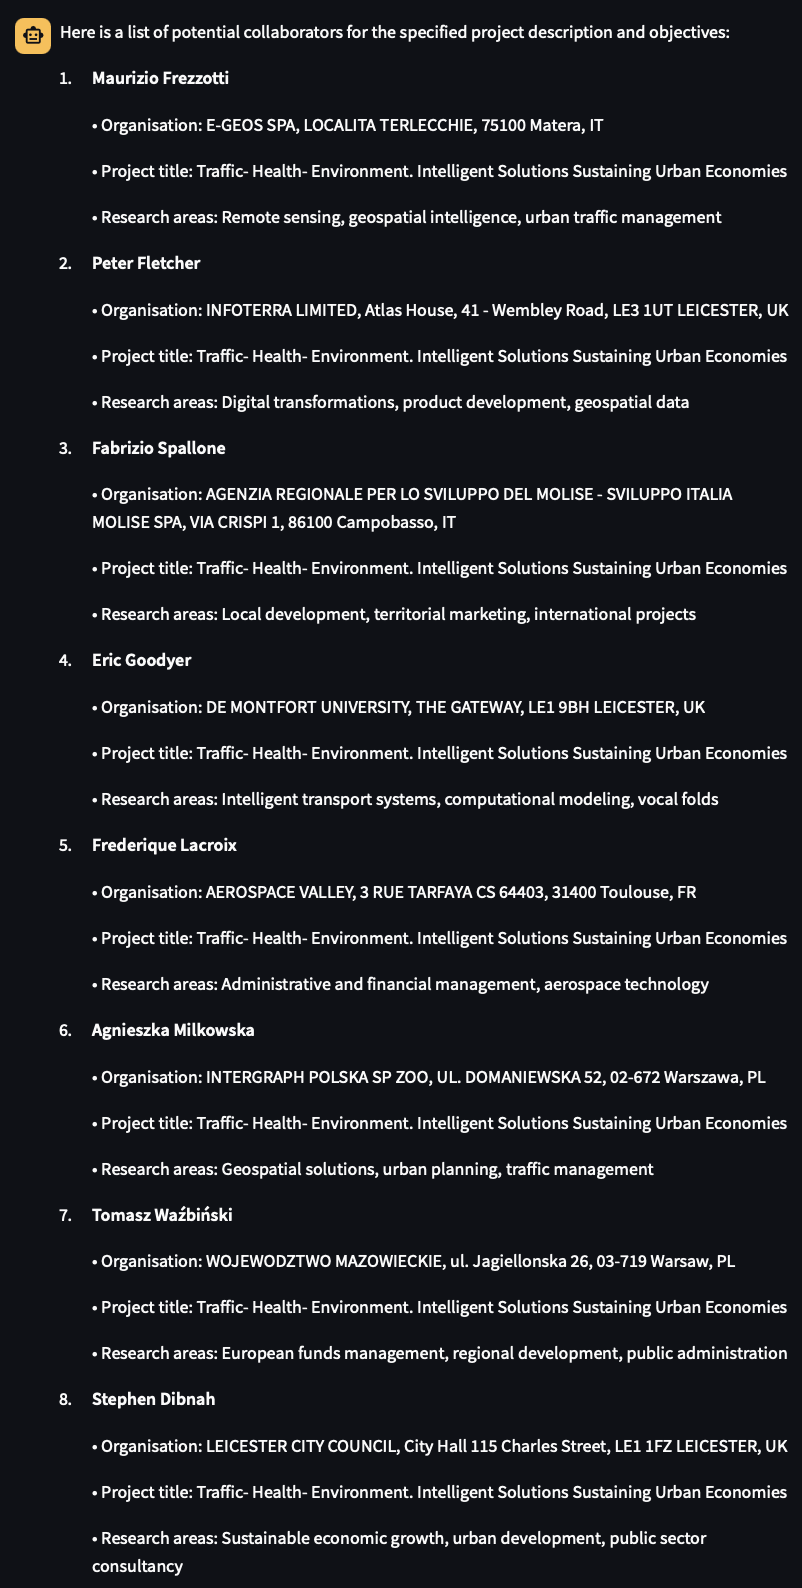 Here is a list of potential collaborators for the specified project description and objectives:
1. Maurizio Frezzotti
• Organisation: E-GEOS SPA, LOCALITA TERLECCHIE, 75100 Matera, IT
• Project title: Traffic- Health- Environment. Intelligent Solutions Sustaining Urban Economies
• Research areas: Remote sensing, geospatial intelligence, urban traffic management
2. Peter Fletcher
• Organisation: INFOTERRA LIMITED, Atlas House, 41 - Wembley Road, LE3 1UT LEICESTER, UK
• Project title: Traffic- Health- Environment. Intelligent Solutions Sustaining Urban Economies
• Research areas: Digital transformations, product development, geospatial data
3. Fabrizio Spallone
• Organisation: AGENZIA REGIONALE PER LO SVILUPPO DEL MOLISE - SVILUPPO ITALIA
MOLISE SPA, VIA CRISPI 1, 86100 Campobasso, IT
• Project title: Traffic- Health- Environment. Intelligent Solutions Sustaining Urban Economies
• Research areas: Local development, territorial marketing, international projects
4. Eric Goodyer
• Organisation: DE MONTFORT UNIVERSITY, THE GATEWAY, LE1 9BH LEICESTER, UK
• Project title: Traffic- Health- Environment. Intelligent Solutions Sustaining Urban Economies
• Research areas: Intelligent transport systems, computational modeling, vocal folds
5. Frederique Lacroix
• Organisation: AEROSPACE VALLEY, 3 RUE TARFAYA CS 64403, 31400 Toulouse, FR
• Project title: Traffic- Health- Environment. Intelligent Solutions Sustaining Urban Economies
• Research areas: Administrative and financial management, aerospace technology
6. Agnieszka Milkowska
• Organisation: INTERGRAPH POLSKA SP ZOO, UL. DOMANIEWSKA 52, 02-672 Warszawa, PL
• Project title: Traffic- Health- Environment. Intelligent Solutions Sustaining Urban Economies
• Research areas: Geospatial solutions, urban planning, traffic management
7. Tomasz Waźbiński
• Organisation: WOJEWODZTWO MAZOWIECKIE, ul. Jagiellonska 26, 03-719 Warsaw, PL
• Project title: Traffic- Health- Environment. Intelligent Solutions Sustaining Urban Economies
• Research areas: European funds management, regional development, public administration
8. Stephen Dibnah
• Organisation: LEICESTER CITY COUNCIL, City Hall 115 Charles Street, LE1 1FZ LEICESTER, UK
• Project title: Traffic- Health- Environment. Intelligent Solutions Sustaining Urban Economies
• Research areas: Sustainable economic growth, urban development, public sector
consultancy